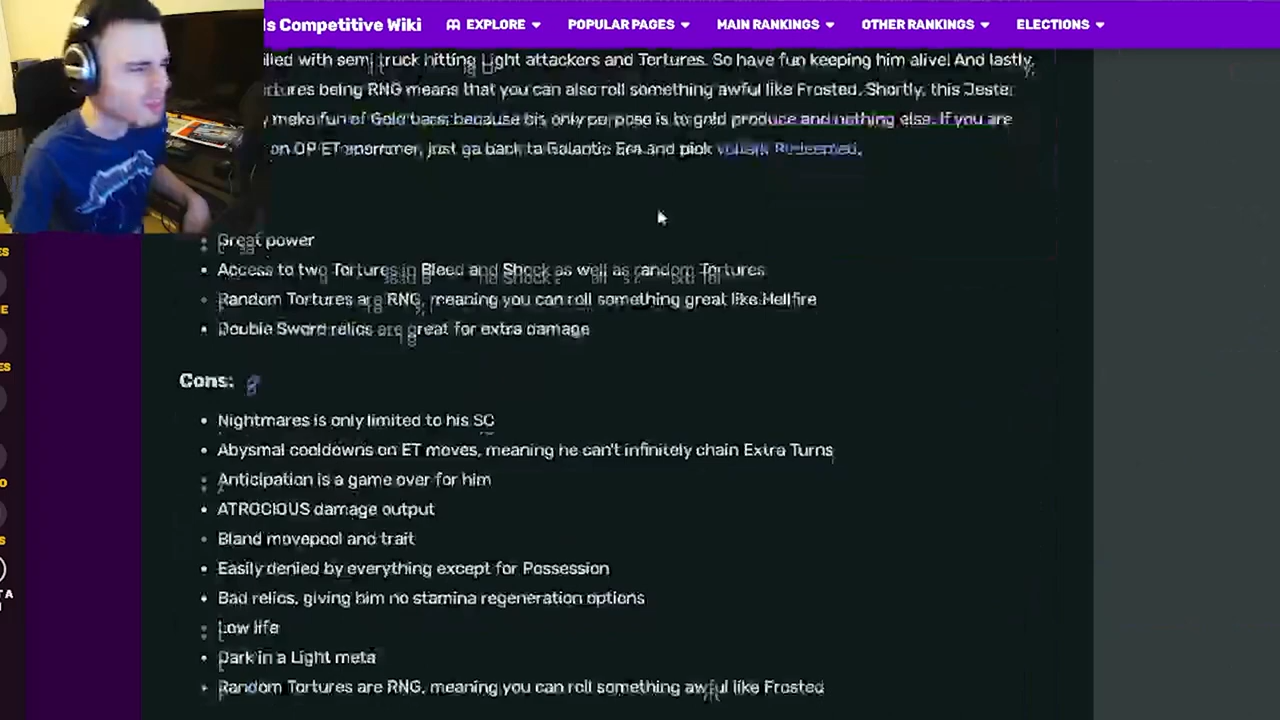 ls Competitive Wiki
EXPLORE
POPULAR PAGES
MAIN RANKINGS
OTHER RANKINGS
ELECTIONS
illed with semi truck hitting Light attackers and Tortures. So have fun keeping him alive! And lastly,
tures being RNG means that you can also roll something awful like Frosted. Shortly, this Jester
make fun of Gold bars; because his only purpose is to gold produce and nothing else. If you are
an OP ET spammer, just go back to Galactic Era and pick
Great power
Access to two Tortures in Bleed and Shock as well as random Tortures
Random Tortures are RNG, meaning you can roll something great like Hellfire
Double Sword relics are great for extra damage
Cons:
Nightmares is only limited to his SC
Abysmal cooldowns on ET moves, meaning he can't infinitely chain Extra Turns
Anticipation is a game over for him
ATROCIOUS damage output
Bland movepool and trait
Easily denied by everything except for Possession
Bad relics, giving him no stamina regeneration options
Low life
Dark in a Light meta
Random Tortures are RNG, meaning you can roll something awful like Frosted